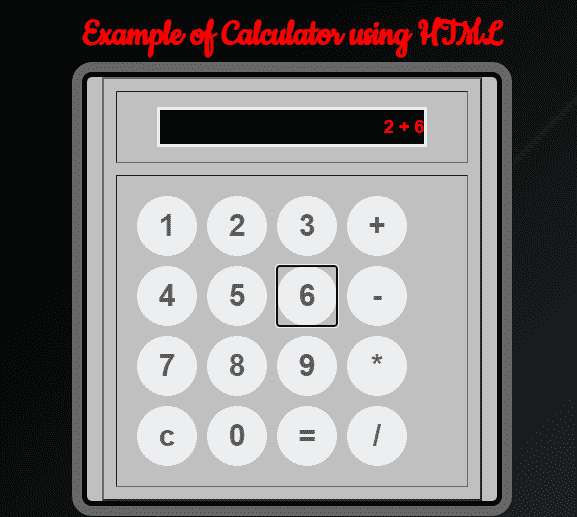 Example of Calculator using HTML
2 + 6
1 2 3 +
4 5 6 -
7 8 9 *
c 0 = /